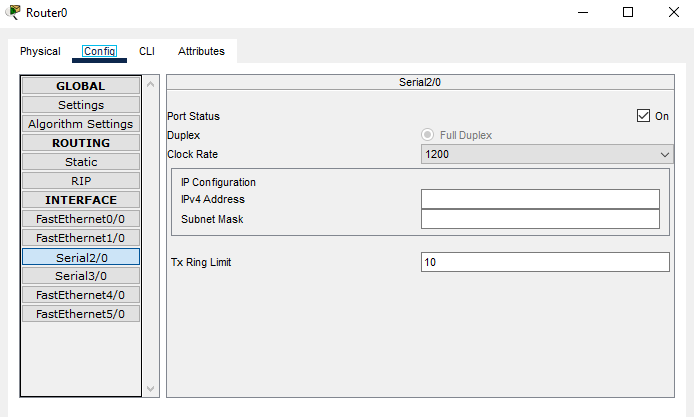 Router0
Physical Config CLI Attributes
GLOBAL
Settings
Algorithm Settings
ROUTING
Static
RIP
INTERFACE
FastEthernet0/0
FastEthernet1/0
Serial2/0
Serial3/0
FastEthernet4/0
FastEthernet5/0
Serial2/0
Port Status On
Duplex Full Duplex
Clock Rate 1200
IP Configuration
IPv4 Address
Subnet Mask
Tx Ring Limit 10